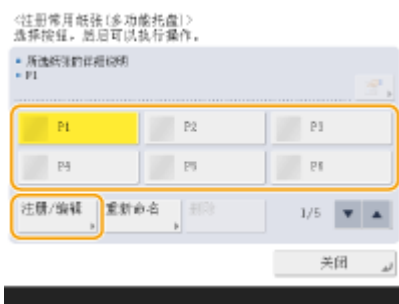 <注册常用纸张(多功能托盘)>
选择按钮，然后可以执行操作。
▪ 所选纸张的详细说明
▪ P1
P1
P2
P3
P4
P5
P6
注册/编辑
重新命名
删除
1/5
关闭